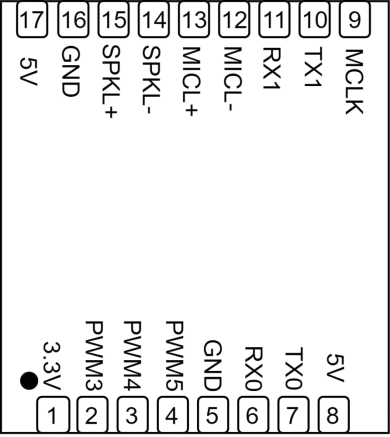 17 16 15 14 13 12 11 10 9
5V GND SPKL+ SPKL- MICL+ MICL- RX1 TX1 MCLK
3.3V PWM3 PWM4 PWM5 GND RX0 TX0 5V
1 2 3 4 5 6 7 8